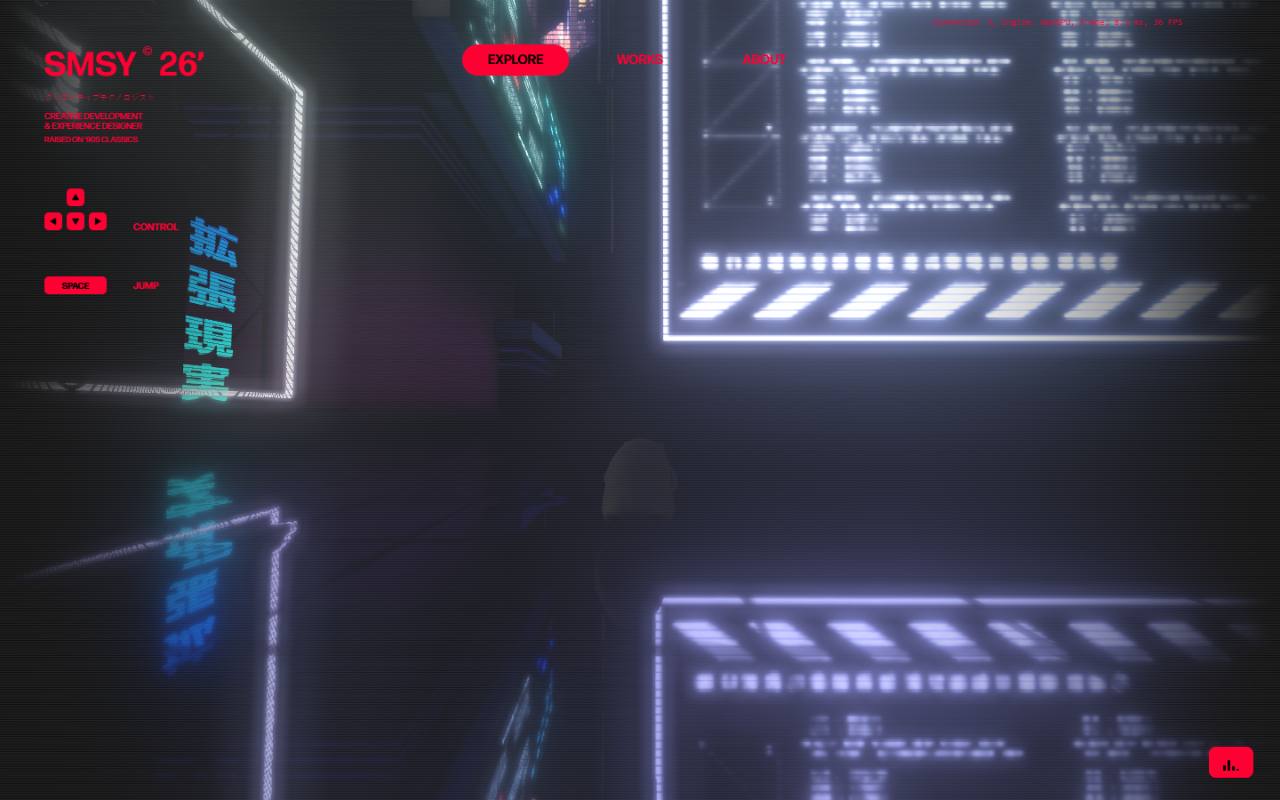 SMSY © 26’
EXPLORE
WORKS
ABOUT
CREATIVE DEVELOPMENT
& EXPERIENCE DESIGNER
RAISED ON '90S CLASSICS
CONTROL
SPACE
JUMP
拡張現実